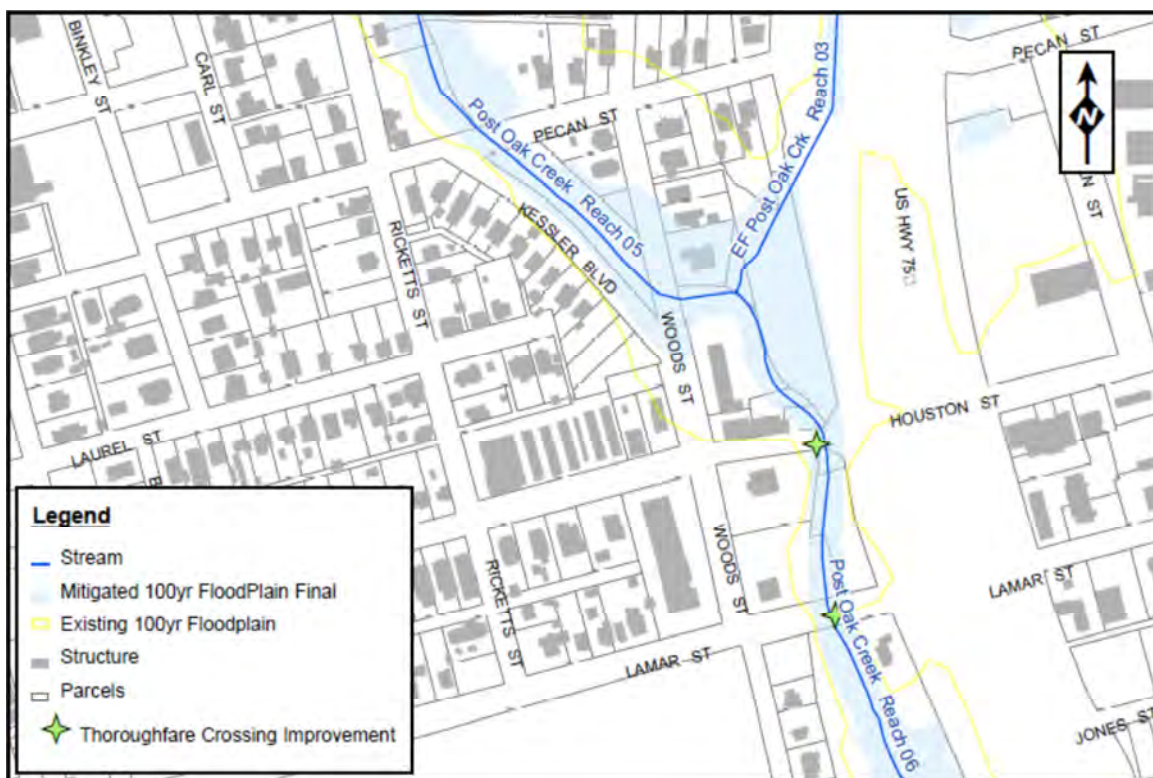 BINKLEY ST
CARL ST
PECAN ST
N
Post Oak Creek Reach 05
PECAN ST
EF Post Oak Crk Reach 03
US HWY 75
N ST
KESSLER BLVD
RICKETTS ST
WOODS ST
HOUSTON ST
LAUREL ST
B
WOODS ST
RICKETTS ST
LAMAR ST
LAMAR ST
Post Oak Creek Reach 06
JONES ST
Legend
Stream
Mitigated 100yr FloodPlain Final
Existing 100yr Floodplain
Structure
Parcels
Thoroughfare Crossing Improvement